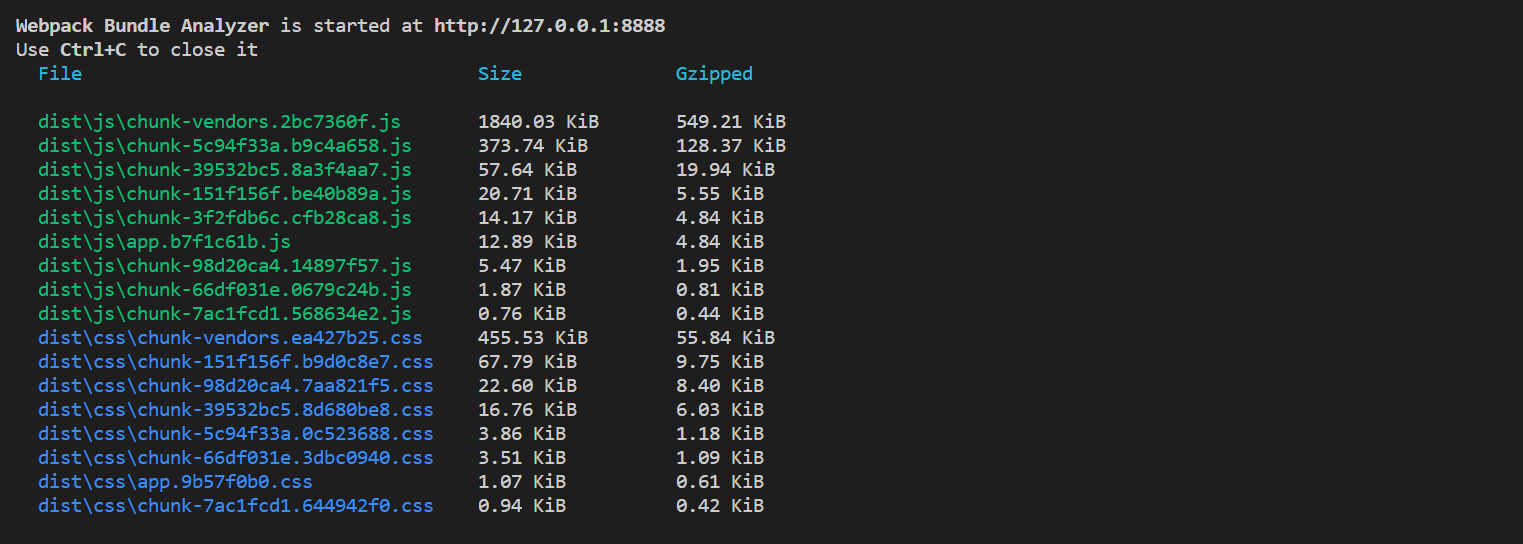 Webpack Bundle Analyzer is started at http://127.0.0.1:8888
Use Ctrl+C to close it
File Size Gzipped
dist\js\chunk-vendors.2bc7360f.js 1840.03 KiB 549.21 KiB
dist\js\chunk-5c94f33a.b9c4a658.js 373.74 KiB 128.37 KiB
dist\js\chunk-39532bc5.8a3f4aa7.js 57.64 KiB 19.94 KiB
dist\js\chunk-151f156f.be40b89a.js 20.71 KiB 5.55 KiB
dist\js\chunk-3f2fdb6c.cfb28ca8.js 14.17 KiB 4.84 KiB
dist\js\app.b7f1c61b.js 12.89 KiB 4.84 KiB
dist\js\chunk-98d20ca4.14897f57.js 5.47 KiB 1.95 KiB
dist\js\chunk-66df031e.0679c24b.js 1.87 KiB 0.81 KiB
dist\js\chunk-7ac1fcd1.568634e2.js 0.76 KiB 0.44 KiB
dist\css\chunk-vendors.ea427b25.css 455.53 KiB 55.84 KiB
dist\css\chunk-151f156f.b9d0c8e7.css 67.79 KiB 9.75 KiB
dist\css\chunk-98d20ca4.7aa821f5.css 22.60 KiB 8.40 KiB
dist\css\chunk-39532bc5.8d680be8.css 16.76 KiB 6.03 KiB
dist\css\chunk-5c94f33a.0c523688.css 3.86 KiB 1.18 KiB
dist\css\chunk-66df031e.3dbc0940.css 3.51 KiB 1.09 KiB
dist\css\app.9b57f0b0.css 1.07 KiB 0.61 KiB
dist\css\chunk-7ac1fcd1.644942f0.css 0.94 KiB 0.42 KiB